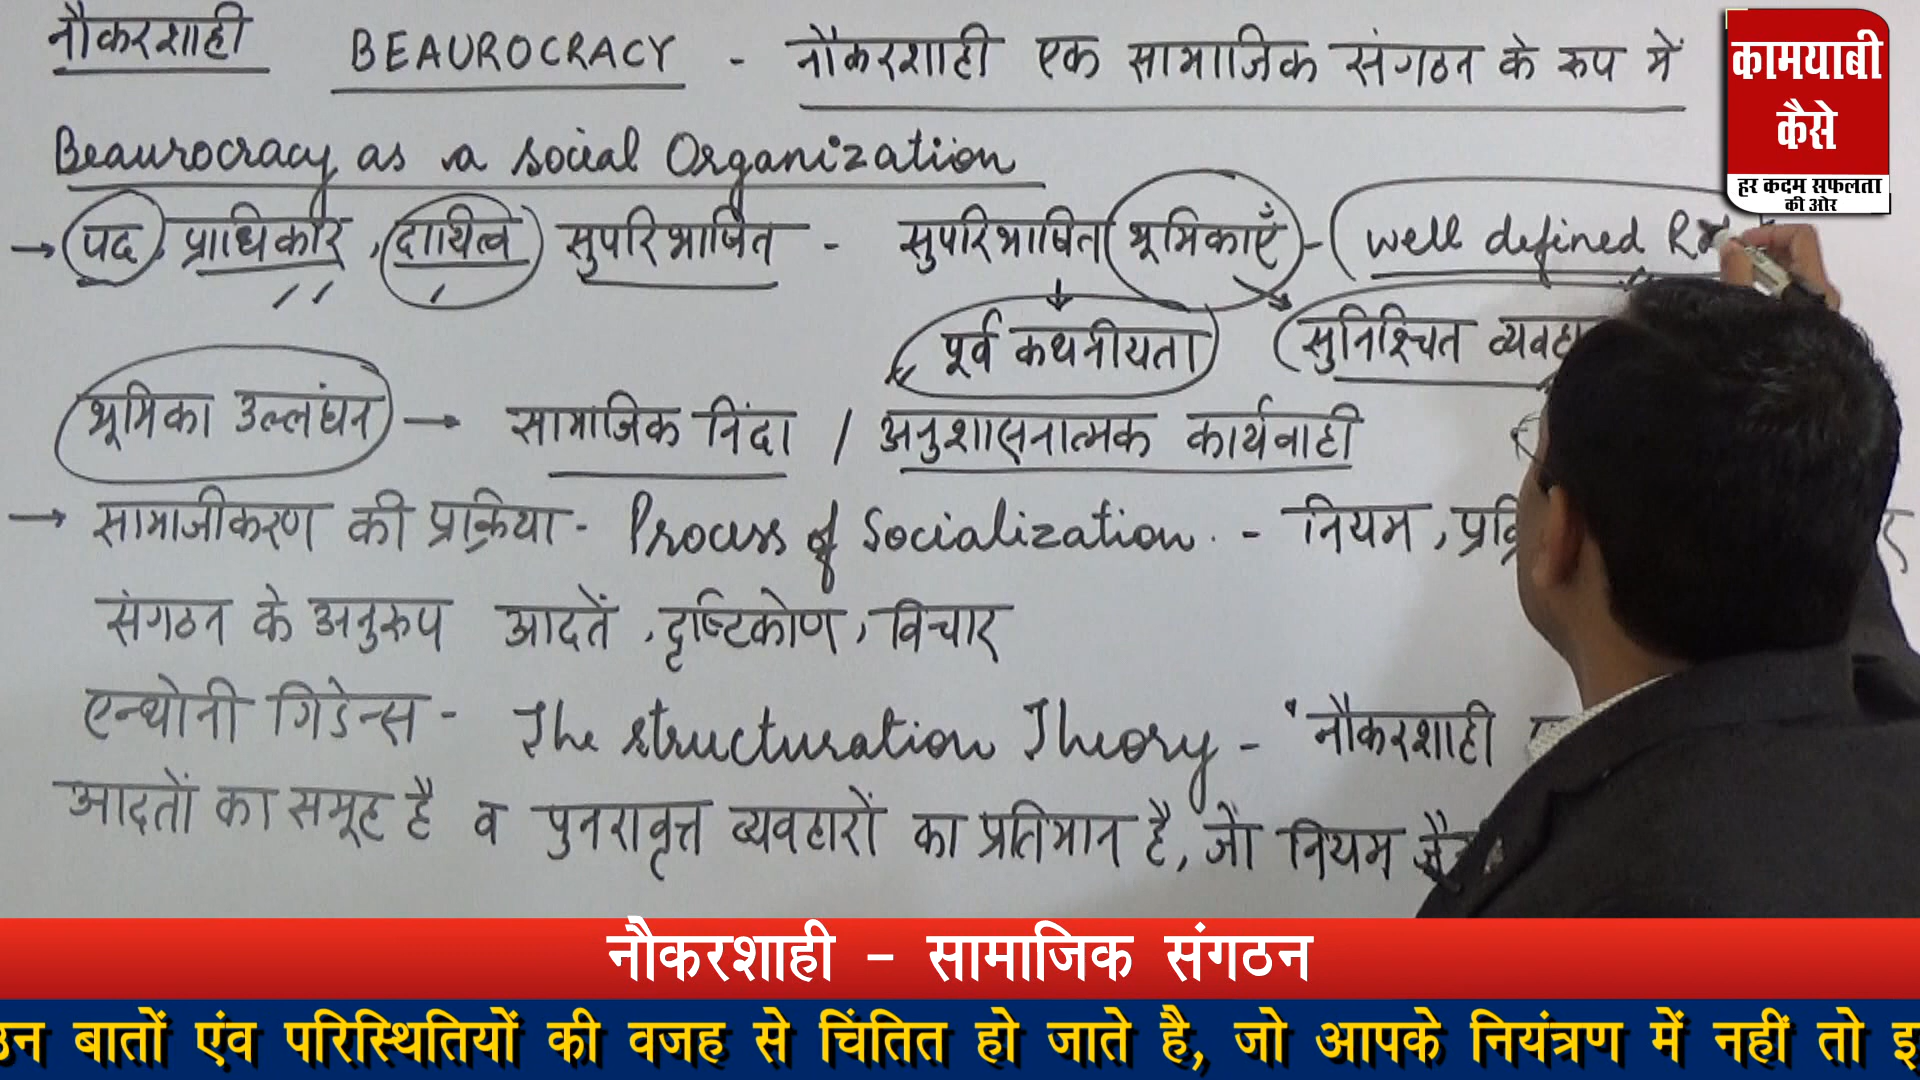 नौकरशाही BEAUROCRACY - नौकरशाही एक सामाजिक संगठन के रूप में
Beaurocracy as a social Organization
→ पद, प्राधिकार, दायित्व सुपरिभाषित - सुपरिभाषित भूमिकाएँ - well defined
पूर्व कथनीयता सुनिश्चित
भूमिका उल्लंघन → सामाजिक निंदा / अनुशासनात्मक कार्यवाही
→ सामाजीकरण की प्रक्रिया - Process of Socialization. - नियम,
संगठन के अनुरूप आदतें, दृष्टिकोण, विचार
एन्थोनी गिडेन्स - The structuration Theory - "नौकरशाही
आदतों का समूह है व पुनरावृत्त व्यवहारों का प्रतिमान है, जो नियम
कामयाबी
कैसे
हर कदम सफलता
की ओर
नौकरशाही - सामाजिक संगठन
उन बातों एंव परिस्थितियों की वजह से चिंतित हो जाते है, जो आपके नियंत्रण में नहीं तो